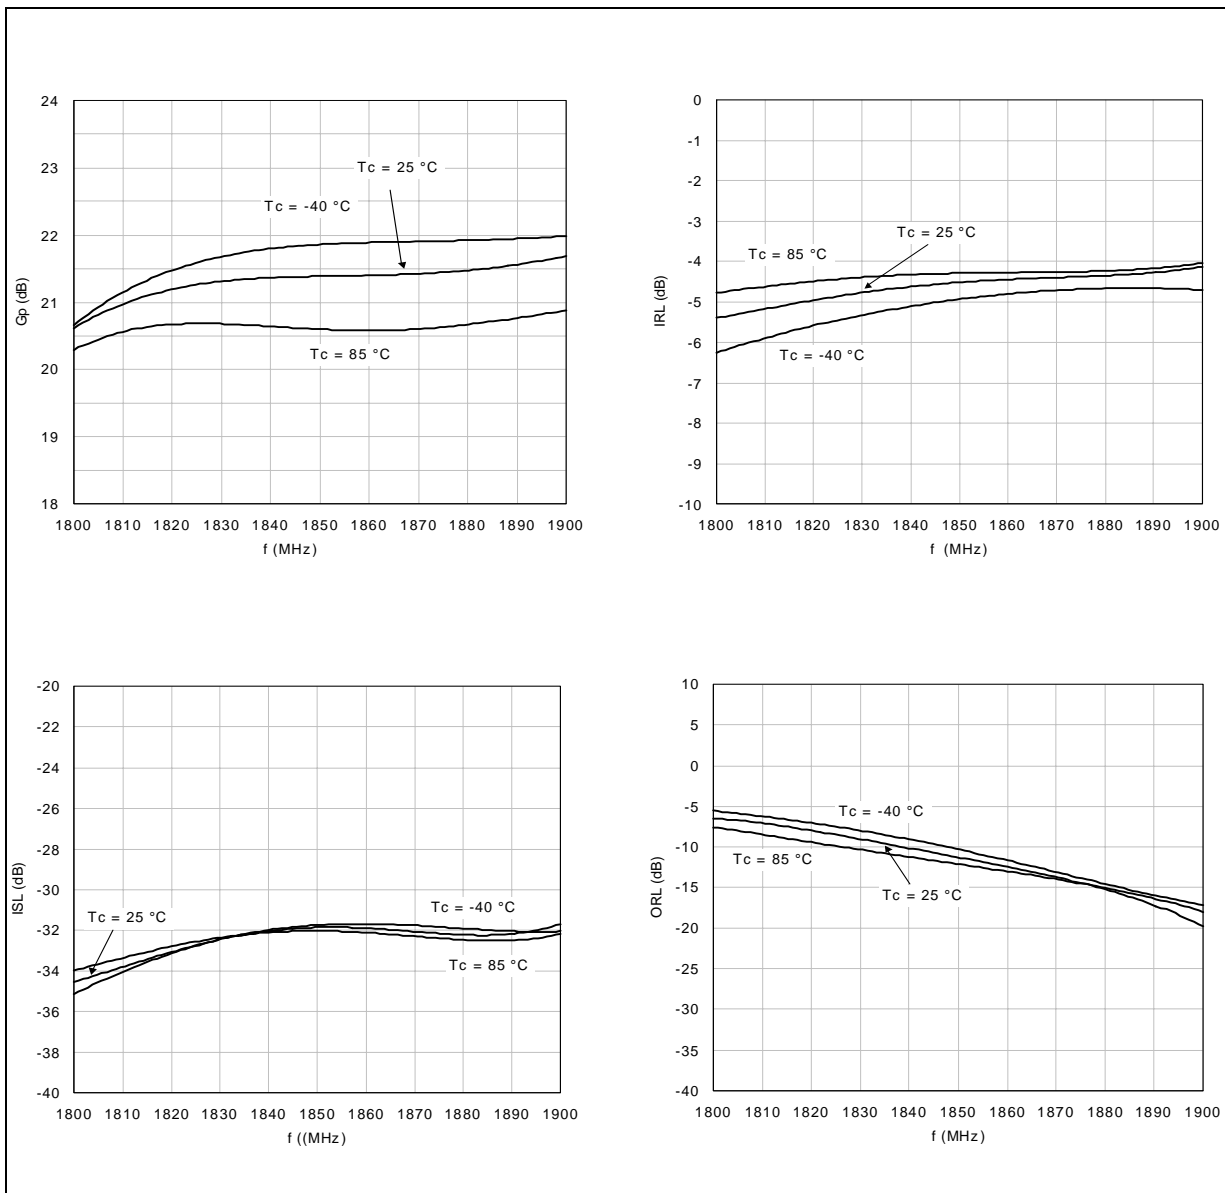 24
23
22
21
20
19
18
Gp (dB)
Tc = 25 °C
Tc = -40 °C
Tc = 85 °C
1800 1810 1820 1830 1840 1850 1860 1870 1880 1890 1900
f (MHz)
0
-1
-2
-3
-4
-5
-6
-7
-8
-9
-10
IRL (dB)
Tc = 25 °C
Tc = 85 °C
Tc = -40 °C
1800 1810 1820 1830 1840 1850 1860 1870 1880 1890 1900
f (MHz)
-20
-22
-24
-26
-28
-30
-32
-34
-36
-38
-40
ISL (dB)
Tc = -40 °C
Tc = 25 °C
Tc = 85 °C
1800 1810 1820 1830 1840 1850 1860 1870 1880 1890 1900
f ((MHz)
10
5
0
-5
-10
-15
-20
-25
-30
-35
-40
ORL (dB)
Tc = -40 °C
Tc = 85 °C
Tc = 25 °C
1800 1810 1820 1830 1840 1850 1860 1870 1880 1890 1900
f (MHz)